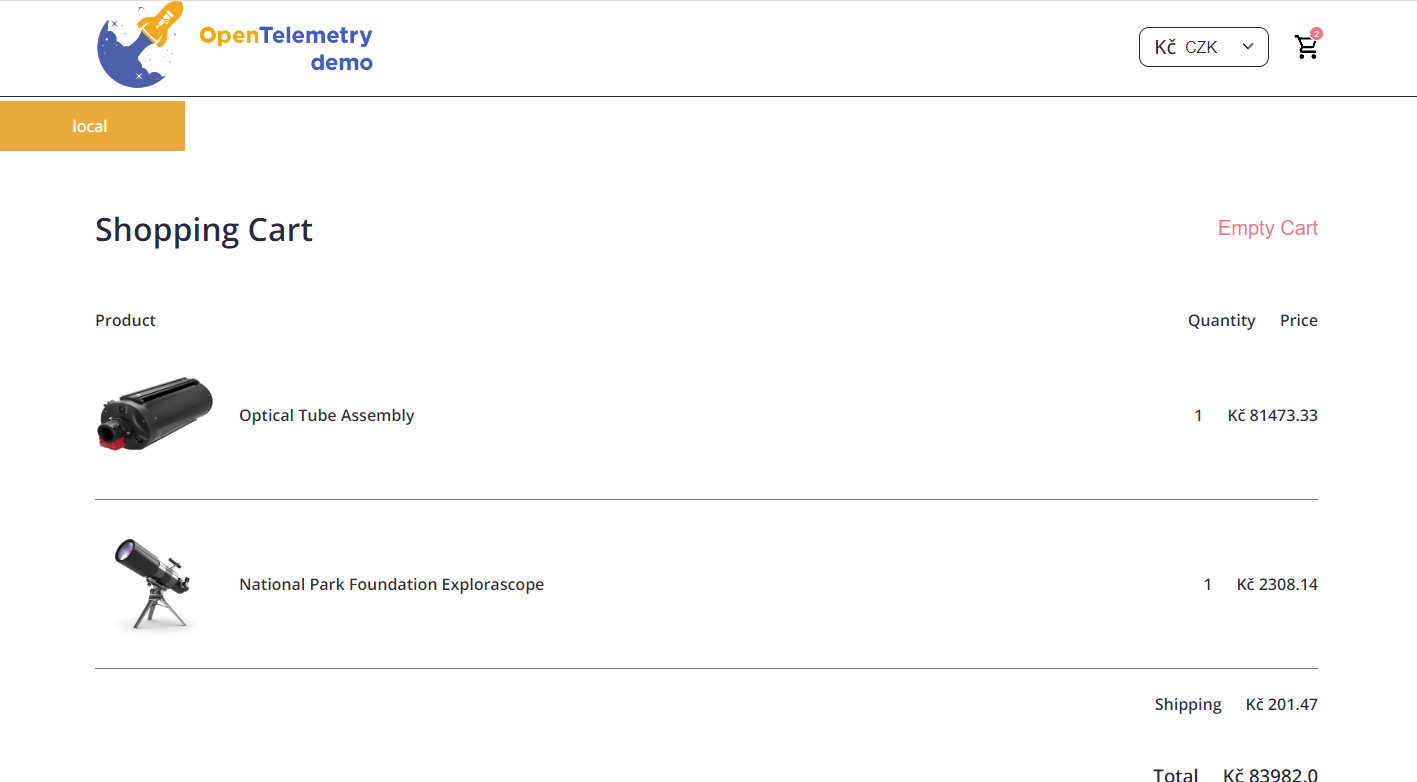 OpenTelemetry
demo
Kč CZK
2
local
Shopping Cart
Empty Cart
Product Quantity Price
Optical Tube Assembly 1 Kč 81473.33
National Park Foundation Explorascope 1 Kč 2308.14
Shipping Kč 201.47
Total Kč 83982.0